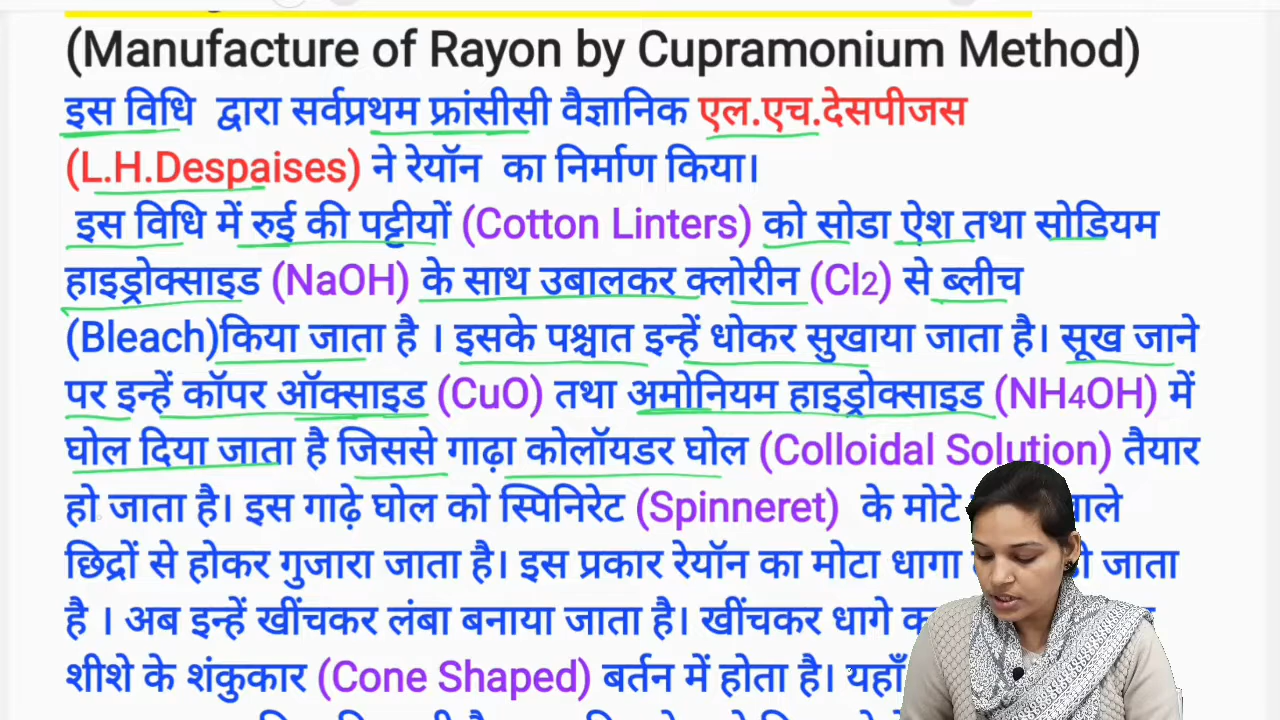 (Manufacture of Rayon by Cupramonium Method)
इस विधि द्वारा सर्वप्रथम फ्रांसीसी वैज्ञानिक एल.एच.देसपीजस
(L.H.Despaises) ने रेयॉन का निर्माण किया।
इस विधि में रुई की पट्टीयों (Cotton Linters) को सोडा ऐश तथा सोडियम
हाइड्रोक्साइड (NaOH) के साथ उबालकर क्लोरीन (Cl2) से ब्लीच
(Bleach)किया जाता है । इसके पश्चात इन्हें धोकर सुखाया जाता है। सूख जाने
पर इन्हें कॉपर ऑक्साइड (CuO) तथा अमोनियम हाइड्रोक्साइड (NH4OH) में
घोल दिया जाता है जिससे गाढ़ा कोलॉयडर घोल (Colloidal Solution) तैयार
हो जाता है। इस गाढ़े घोल को स्पिनिरेट (Spinneret) के मोटे
छिद्रों से होकर गुजारा जाता है। इस प्रकार रेयॉन का मोटा धागा जाता
है । अब इन्हें खींचकर लंबा बनाया जाता है। खींचकर धागे
शीशे के शंकुकार (Cone Shaped) बर्तन में होता है। यहाँ